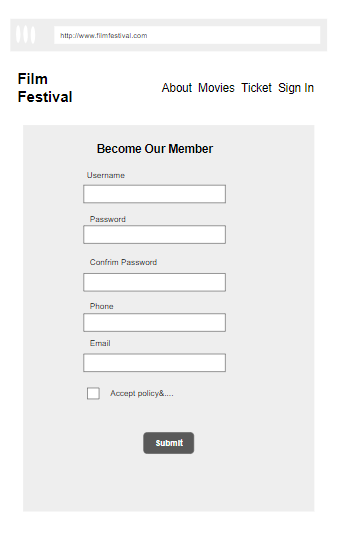 http://www.filmfestival.com
Film
Festival
About Movies Ticket Sign In
Become Our Member
Username
Password
Confrim Password
Phone
Email
Accept policy&....
Submit